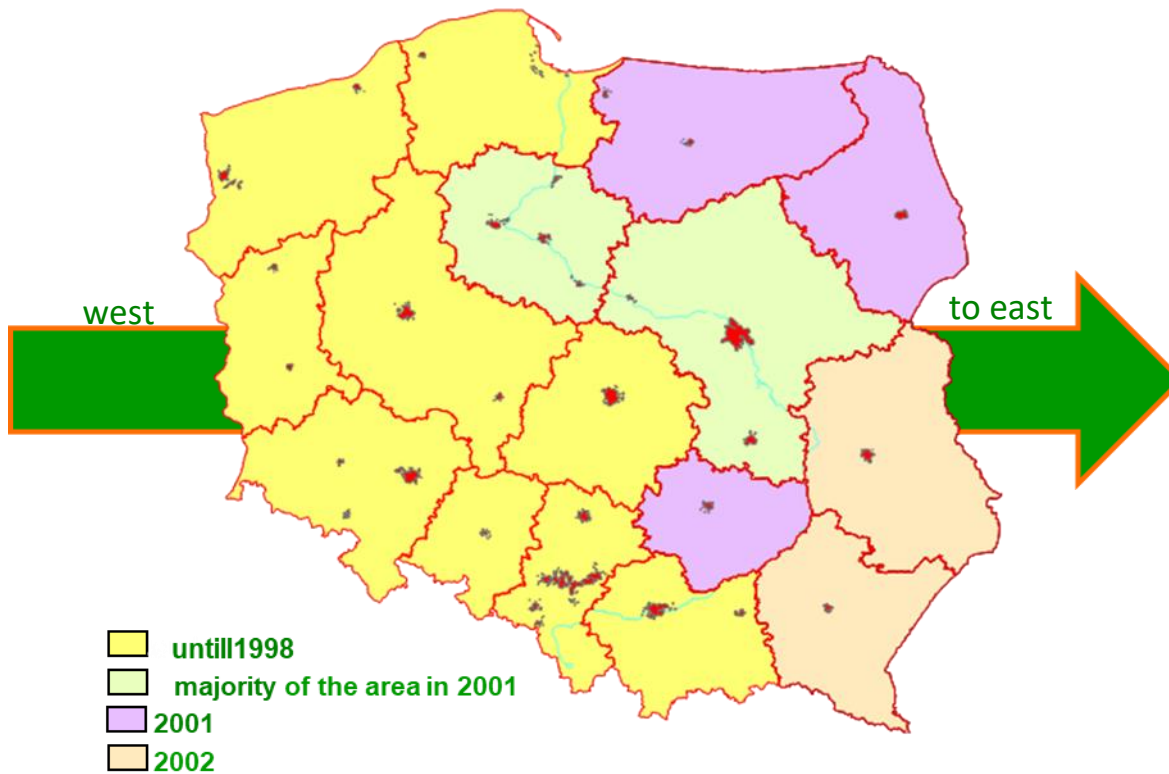 west
to east
untill1998
majority of the area in 2001
2001
2002